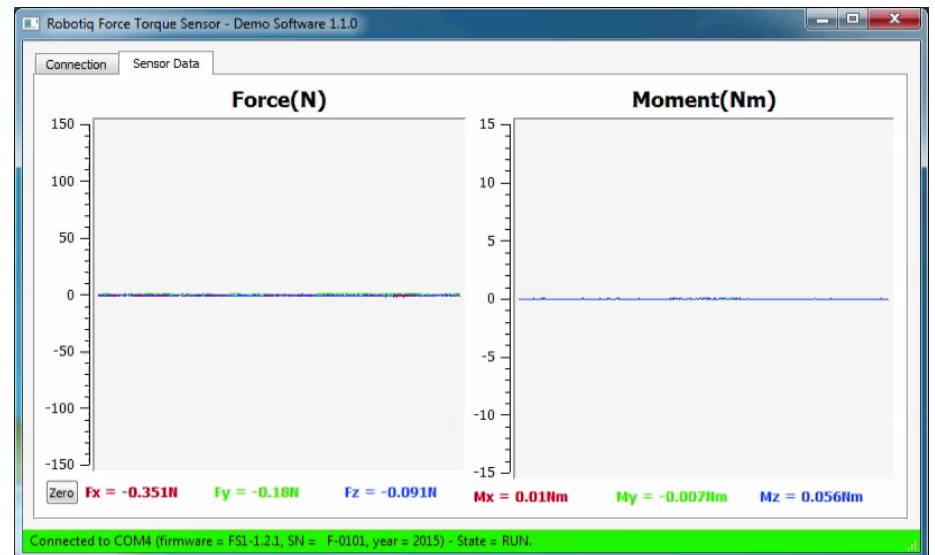 Robotiq Force Torque Sensor - Demo Software 1.1.0
Connection Sensor Data
Force(N)
150
100
50
0
-50
-100
-150
Moment(Nm)
15
10
5
0
-5
-10
-15
Zero Fx = -0.351N Fy = -0.18N Fz = -0.091N
Mx = 0.01Nm My = -0.007Nm Mz = 0.056Nm
Connected to COM4 (firmware = FS1-1.2.1, SN = F-0101, year = 2015) - State = RUN.